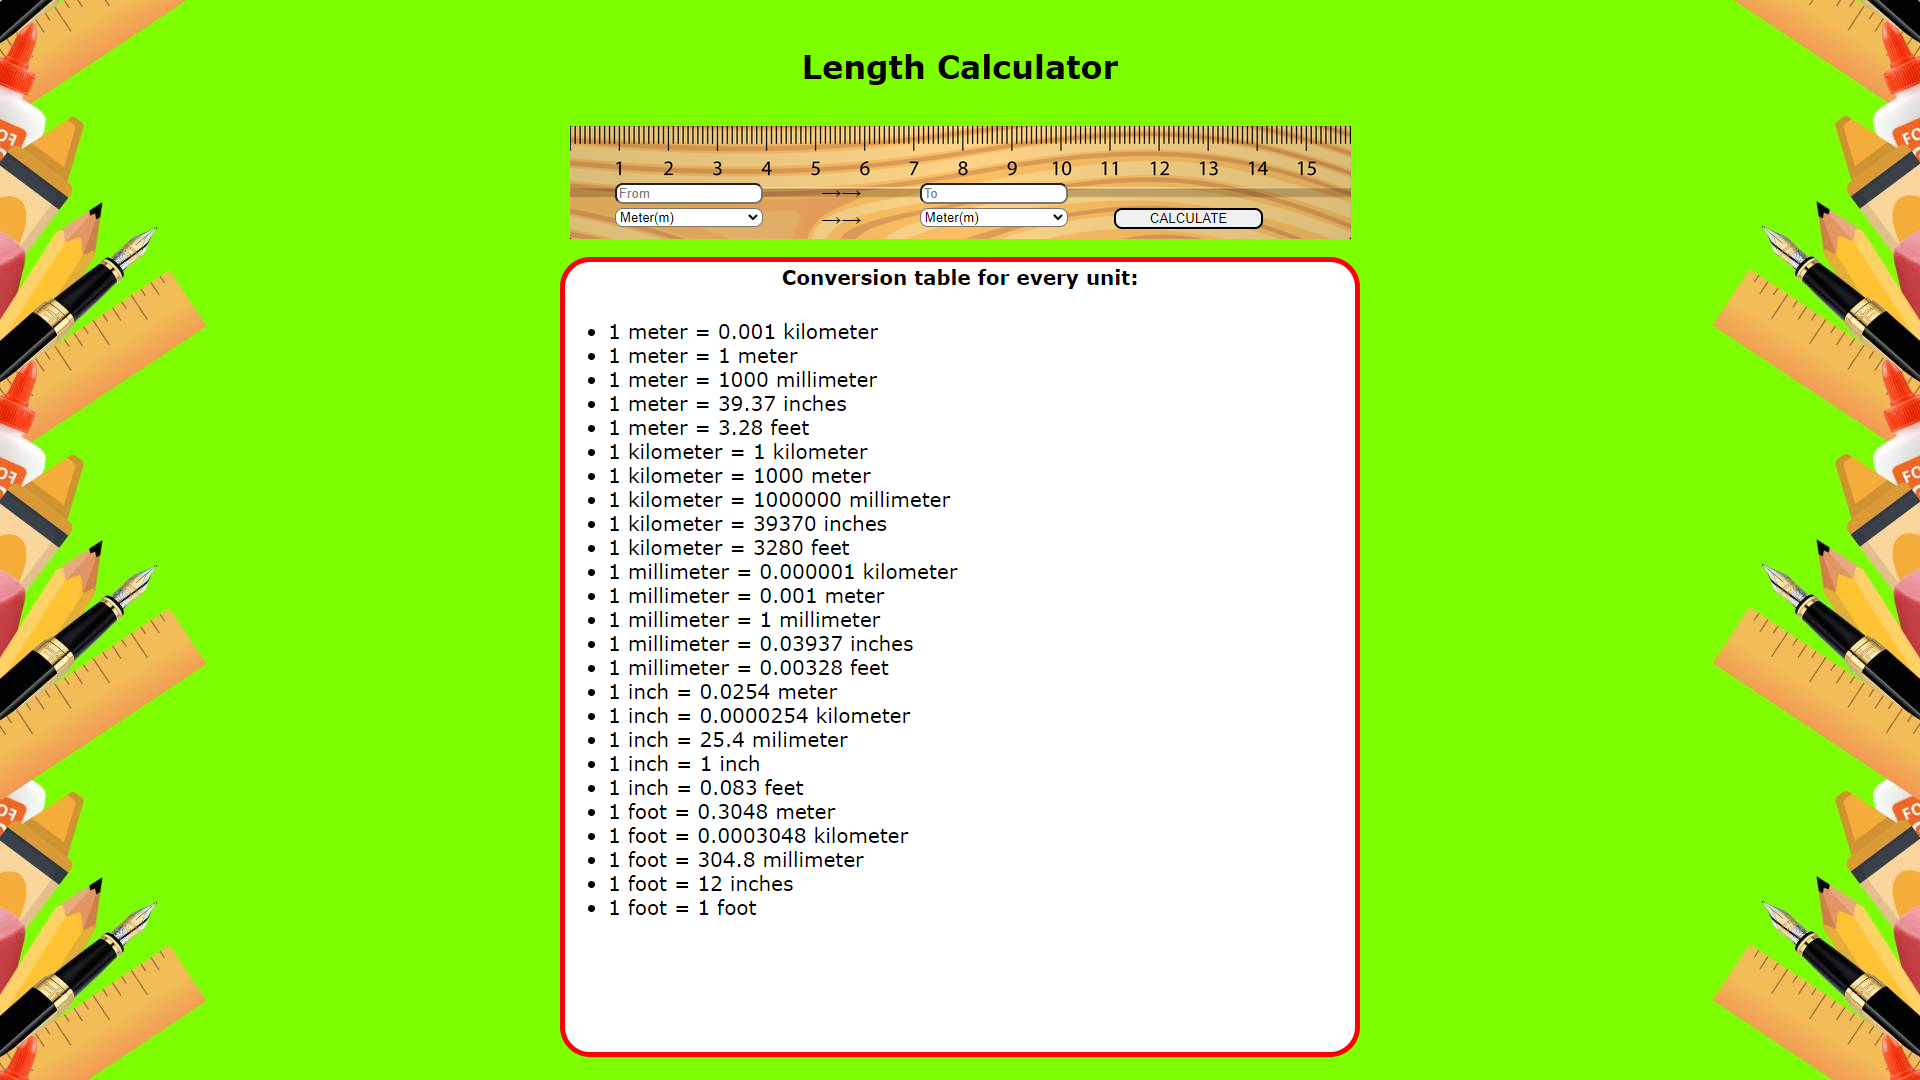 Length Calculator
1 2 3 4 5 6 7 8 9 10 11 12 13 14 15
From →→ To
Meter(m) →→ Meter(m) CALCULATE
Conversion table for every unit:
• 1 meter = 0.001 kilometer
• 1 meter = 1 meter
• 1 meter = 1000 millimeter
• 1 meter = 39.37 inches
• 1 meter = 3.28 feet
• 1 kilometer = 1 kilometer
• 1 kilometer = 1000 meter
• 1 kilometer = 1000000 millimeter
• 1 kilometer = 39370 inches
• 1 kilometer = 3280 feet
• 1 millimeter = 0.000001 kilometer
• 1 millimeter = 0.001 meter
• 1 millimeter = 1 millimeter
• 1 millimeter = 0.03937 inches
• 1 millimeter = 0.00328 feet
• 1 inch = 0.0254 meter
• 1 inch = 0.0000254 kilometer
• 1 inch = 25.4 milimeter
• 1 inch = 1 inch
• 1 inch = 0.083 feet
• 1 foot = 0.3048 meter
• 1 foot = 0.0003048 kilometer
• 1 foot = 304.8 millimeter
• 1 foot = 12 inches
• 1 foot = 1 foot